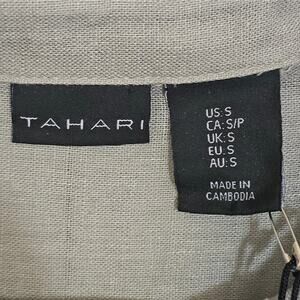 TAHARI
US: S
CA: S/P
UK: S
EU: S
AU: S
MADE IN
CAMBODIA